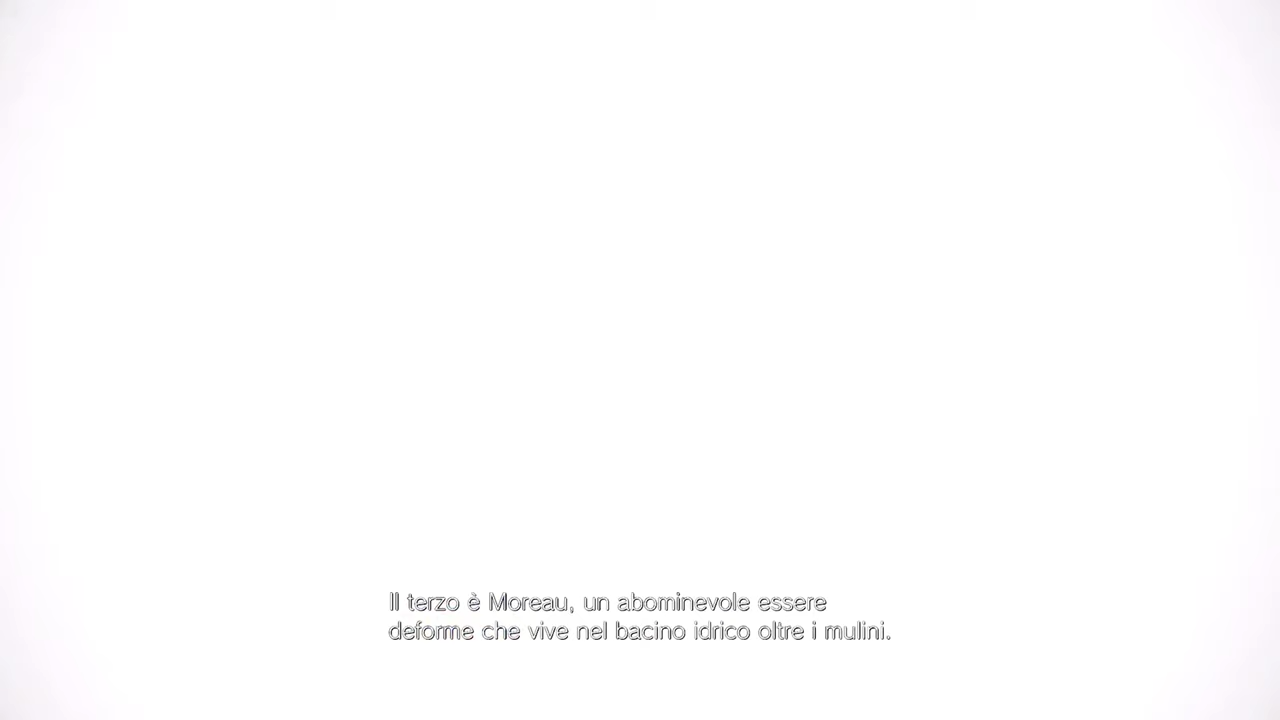 Il terzo è Moreau, un abominevole essere
deforme che vive nel bacino idrico oltre i mulini.